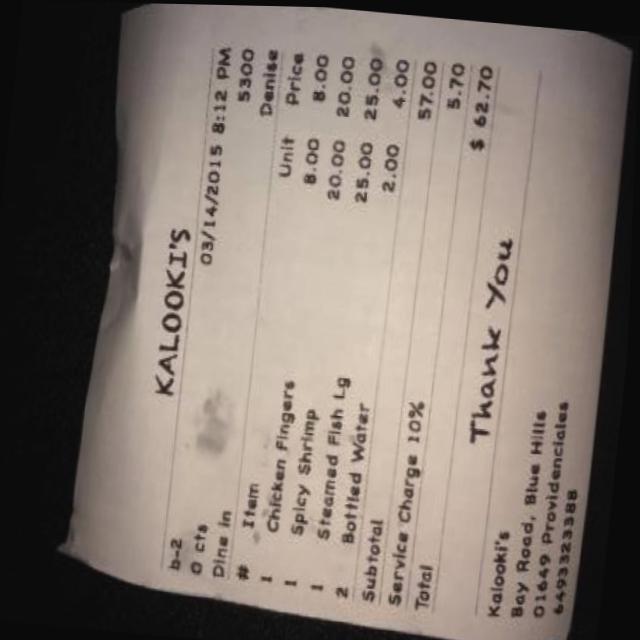 KALOOKI'S
b-2 03/14/2015 8:12 PM
0 cts 5300
Dine in Denise
# Item Unit Price
1 Chicken Fingers 8.00 8.00
1 Spicy Shrimp 20.00 20.00
1 Steamed Fish Lg 25.00 25.00
2 Bottled Water 2.00 4.00
Subtotal 57.00
Service Charge 10% 5.70
Total $ 62.70
Thank You
Kalooki's
Bay Road, Blue Hills
01649 Providenciales
6493323388